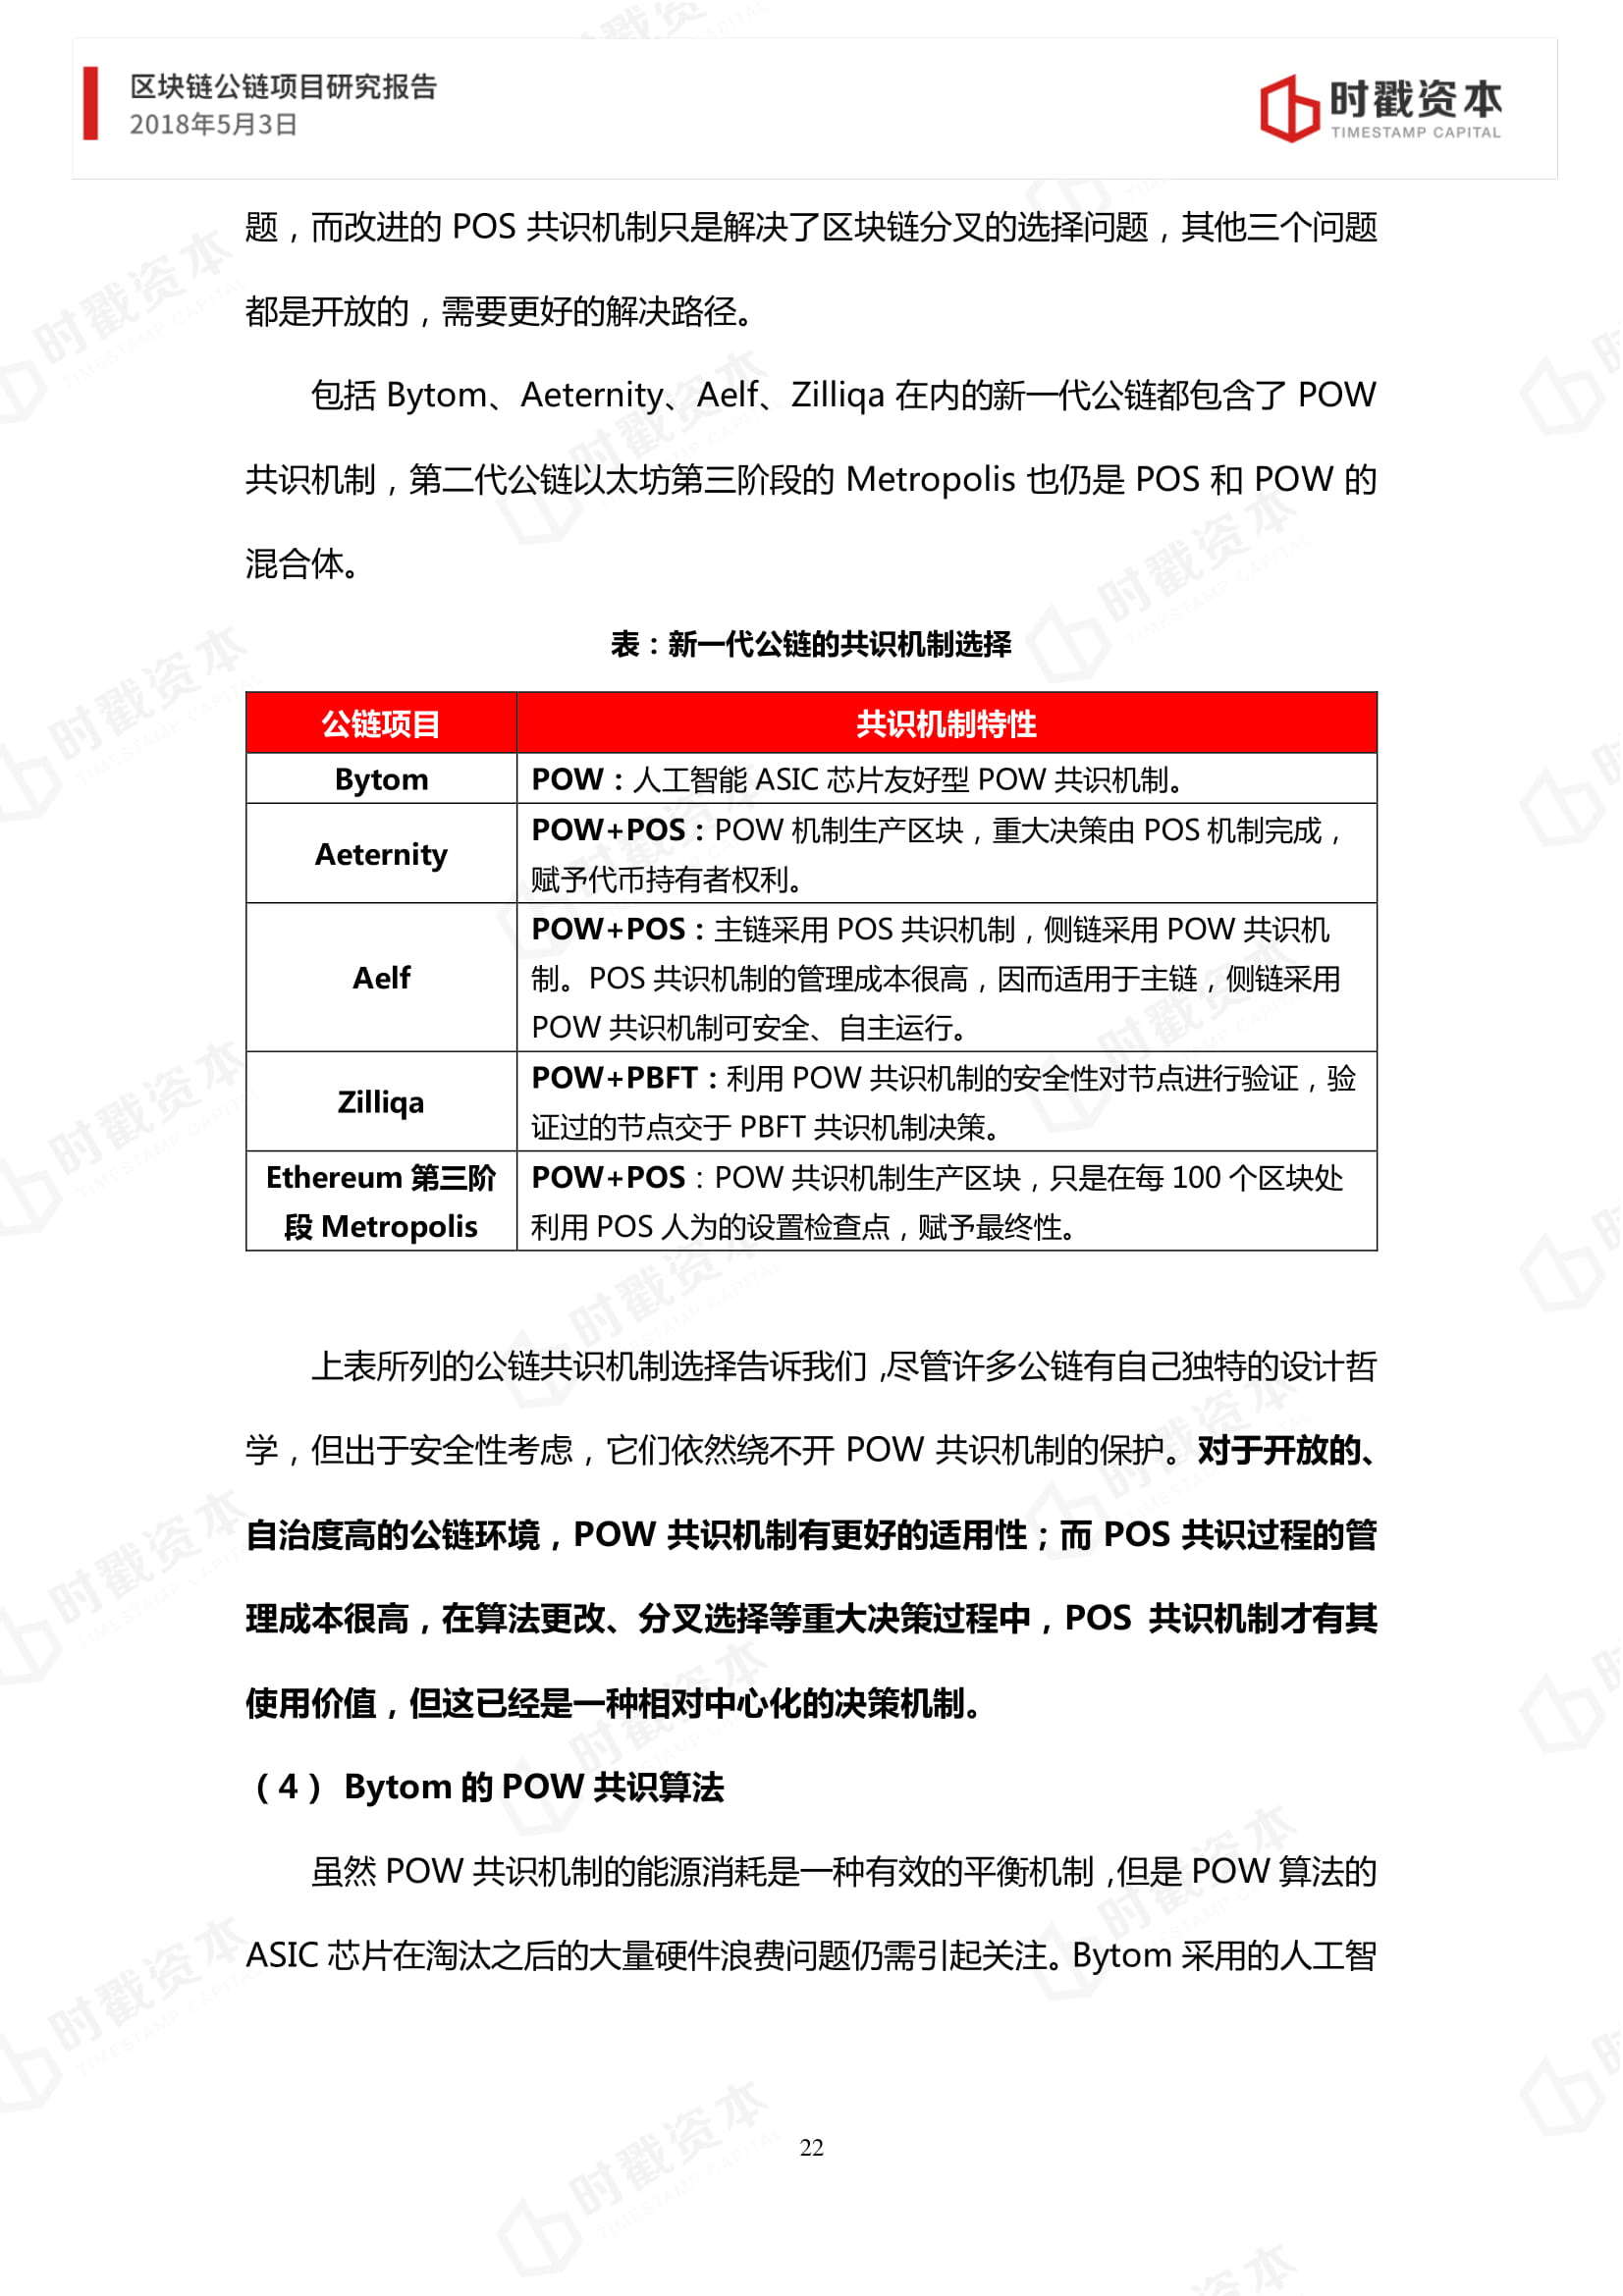 区块链公链项目研究报告
2018年5月3日
时戳资本
TIMESTAMP CAPITAL
题，而改进的 POS 共识机制只是解决了区块链分叉的选择问题，其他三个问题
都是开放的，需要更好的解决路径。
包括 Bytom、Aeternity、Aelf、Zilliqa 在内的新一代公链都包含了 POW
共识机制，第二代公链以太坊第三阶段的 Metropolis 也仍是 POS 和 POW 的
混合体。
表：新一代公链的共识机制选择
公链项目 共识机制特性
Bytom POW：人工智能 ASIC 芯片友好型 POW 共识机制。
Aeternity
POW+POS：POW 机制生产区块，重大决策由 POS 机制完成，
赋予代币持有者权利。
Aelf
POW+POS：主链采用 POS 共识机制，侧链采用 POW 共识机
制。POS 共识机制的管理成本很高，因而适用于主链，侧链采用
POW 共识机制可安全、自主运行。
Zilliqa
POW+PBFT：利用 POW 共识机制的安全性对节点进行验证，验
证过的节点交于 PBFT 共识机制决策。
Ethereum 第三阶
段 Metropolis
POW+POS：POW 共识机制生产区块，只是在每 100 个区块处
利用 POS 人为的设置检查点，赋予最终性。
上表所列的公链共识机制选择告诉我们，尽管许多公链有自己独特的设计哲
学，但出于安全性考虑，它们依然绕不开 POW 共识机制的保护。对于开放的、
自治度高的公链环境，POW 共识机制有更好的适用性；而 POS 共识过程的管
理成本很高，在算法更改、分叉选择等重大决策过程中，POS 共识机制才有其
使用价值，但这已经是一种相对中心化的决策机制。
（4） Bytom 的 POW 共识算法
虽然 POW 共识机制的能源消耗是一种有效的平衡机制，但是 POW 算法的
ASIC 芯片在淘汰之后的大量硬件浪费问题仍需引起关注。Bytom 采用的人工智
22